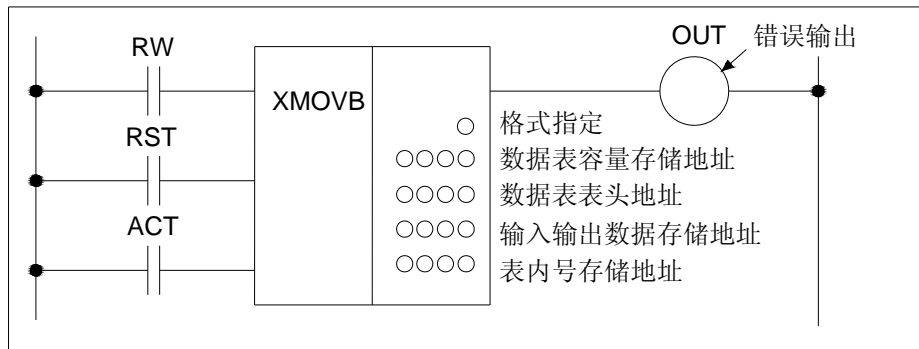 RW
OUT
错误输出
XMOVB
格式指定
RST
数据表容量存储地址
数据表表头地址
ACT
输入输出数据存储地址
表内号存储地址